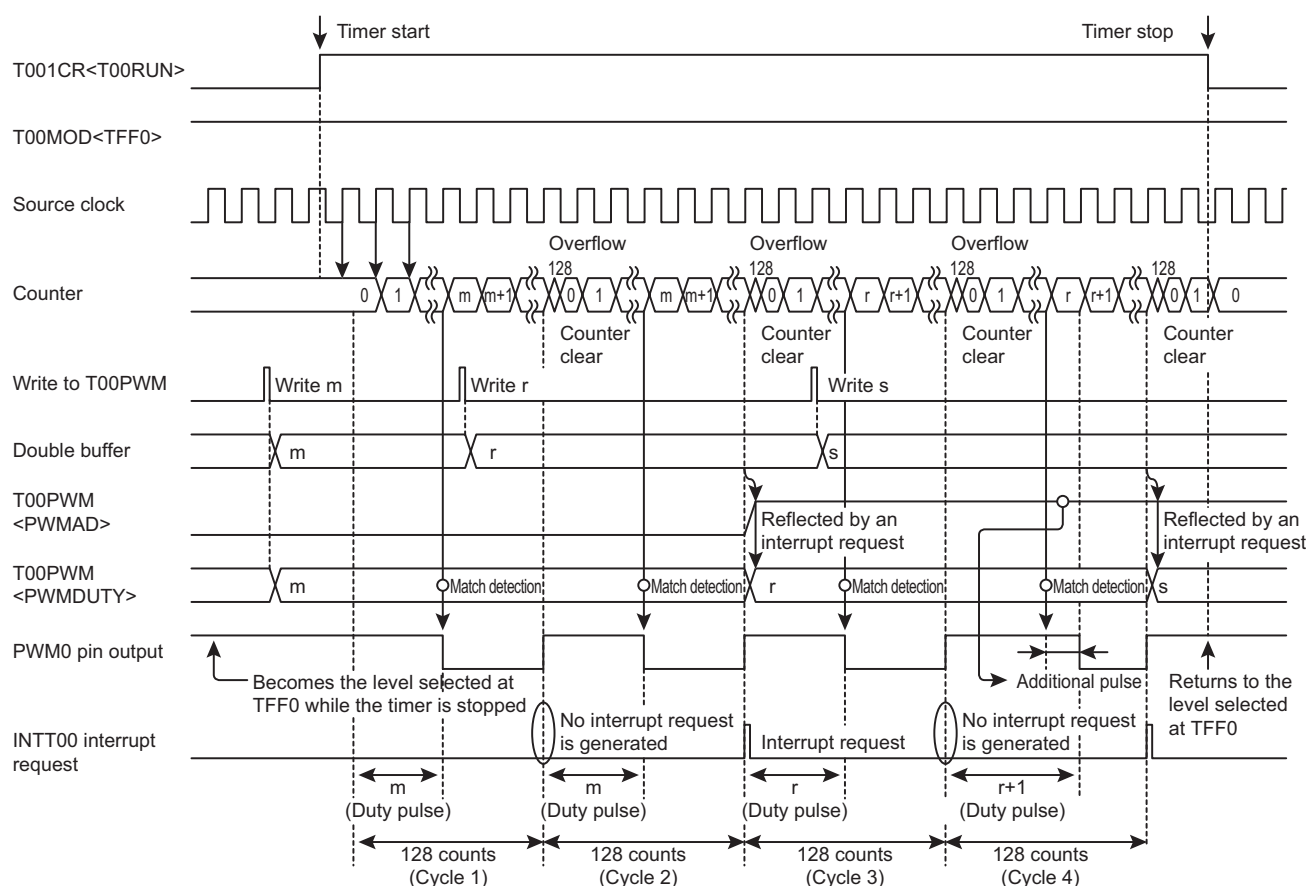 Timer start
Timer stop
T001CR<T00RUN>
T00MOD<TFF0>
Source clock
Overflow
Overflow
Overflow
128
128
128
128
Counter
0 1 m m+1 0 1 m m+1 0 1 r r+1 0 1 r r+1 0 1 0
Counter
clear
Counter
clear
Counter
clear
Counter
clear
Write to T00PWM
Write m
Write r
Write s
Double buffer
m
r
s
T00PWM
<PWMAD>
Reflected by an
interrupt request
Reflected by an
interrupt request
T00PWM
<PWMDUTY>
m
Match detection
Match detection
r
Match detection
Match detection
s
PWM0 pin output
Becomes the level selected at
TFF0 while the timer is stopped
Additional pulse
Returns to the
level selected
at TFF0
INTT00 interrupt
request
No interrupt request
is generated
Interrupt request
No interrupt request
is generated
m
(Duty pulse)
m
(Duty pulse)
r
(Duty pulse)
r+1
(Duty pulse)
128 counts
(Cycle 1)
128 counts
(Cycle 2)
128 counts
(Cycle 3)
128 counts
(Cycle 4)